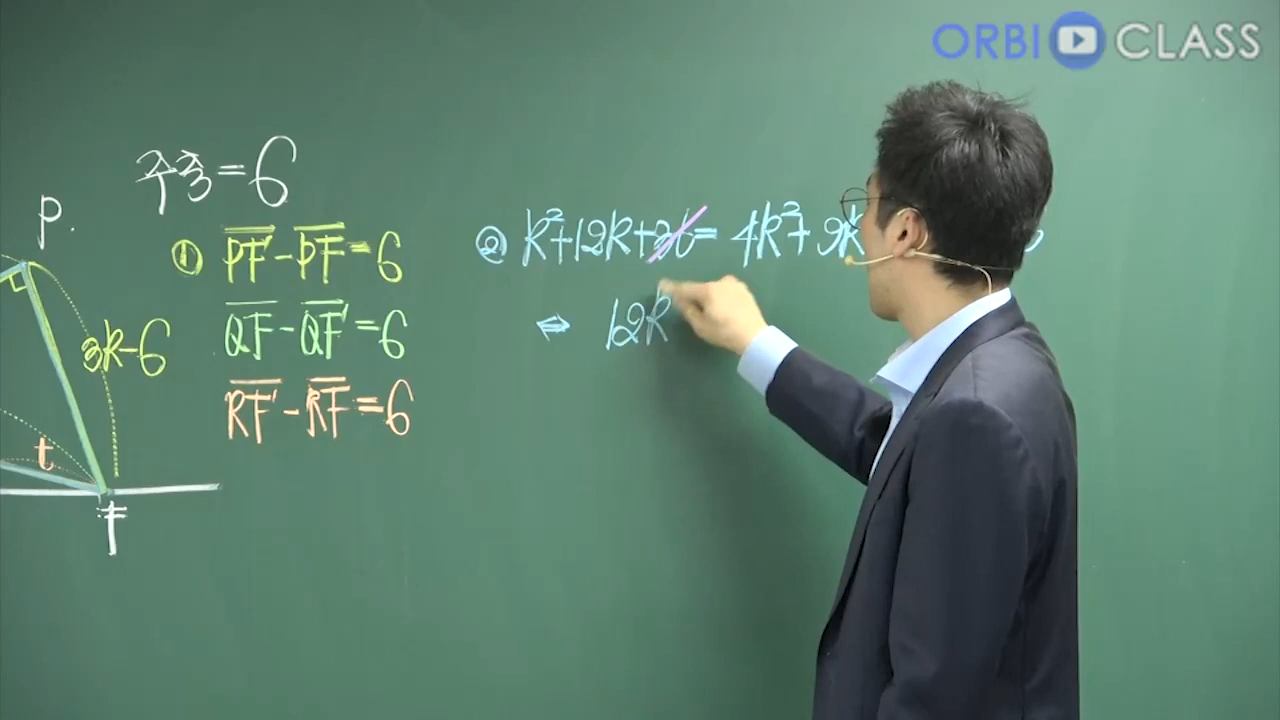 ORBI CLASS
주축=6
P.
① PF'-PF=6
② k²+12k+36= 4k²+9k
QF-QF'=6
⇔ 12k
3k-6
RF'-RF=6
t
F